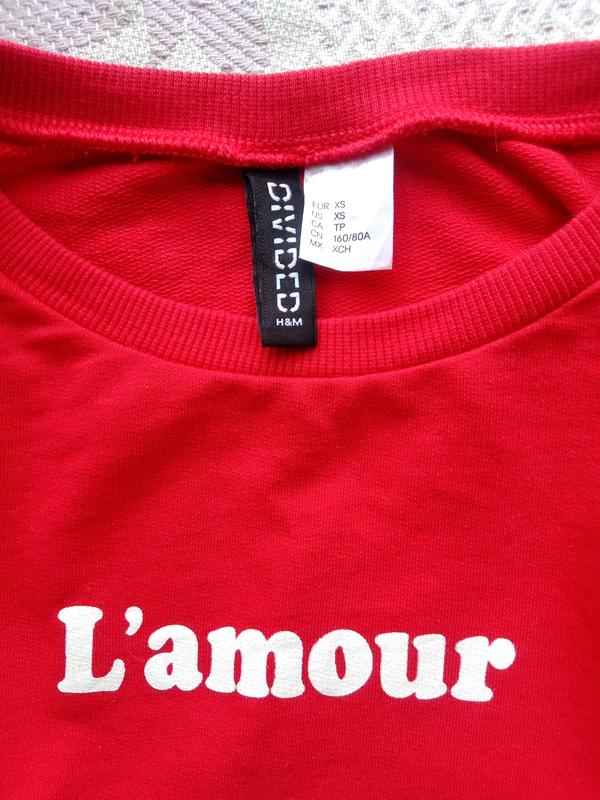 DIVIDED
H&M
EUR XS
US XS
CA TP
CN 160/80A
MX XCH
L'amour